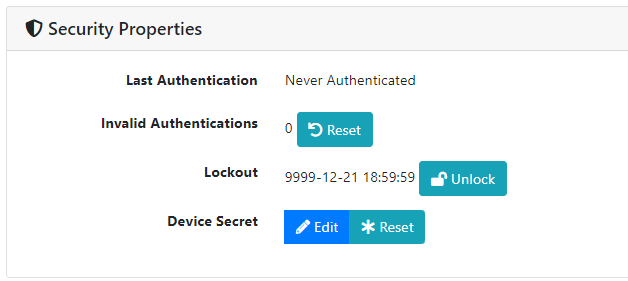 Security Properties
Last Authentication Never Authenticated
Invalid Authentications 0 Reset
Lockout 9999-12-21 18:59:59 Unlock
Device Secret Edit Reset